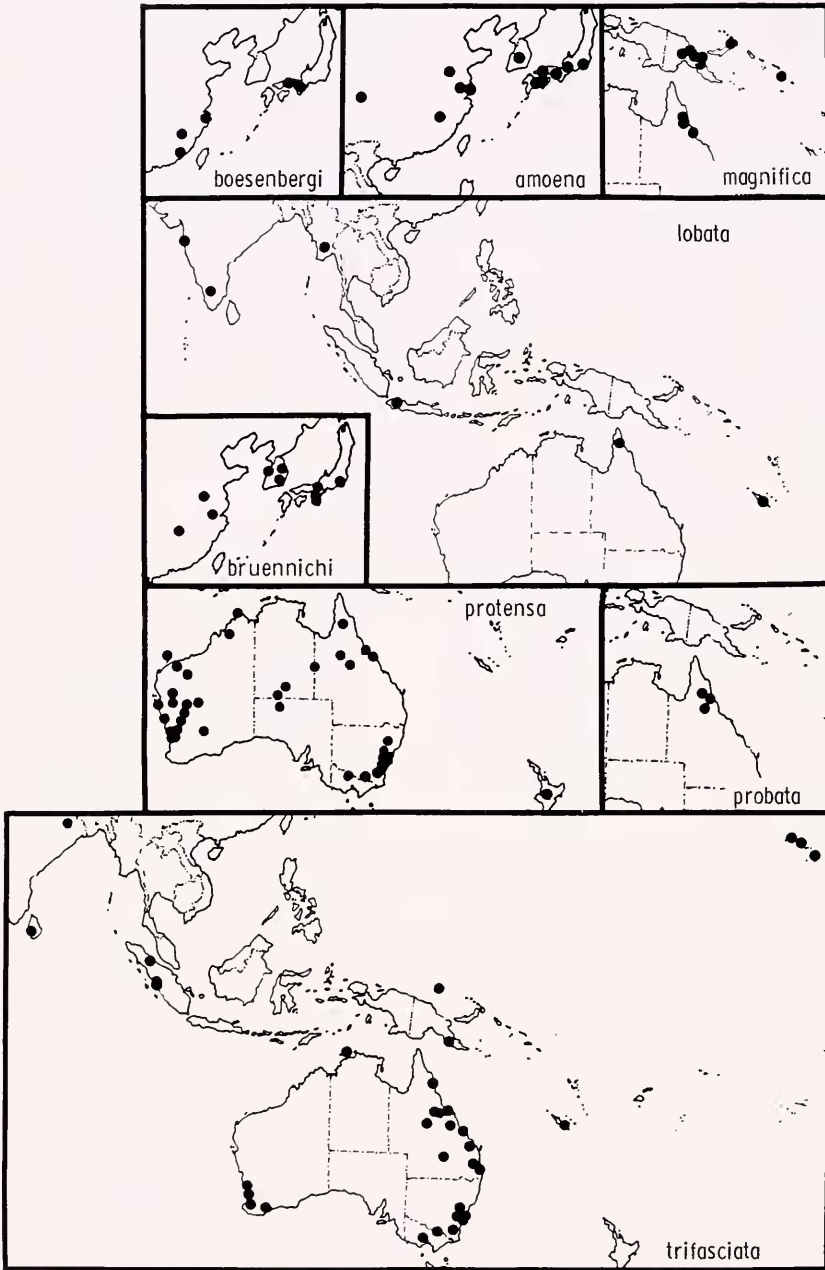 boesenbergi
amoena
magnifica
lobata
bruennichi
protensa
probata
trifasciata